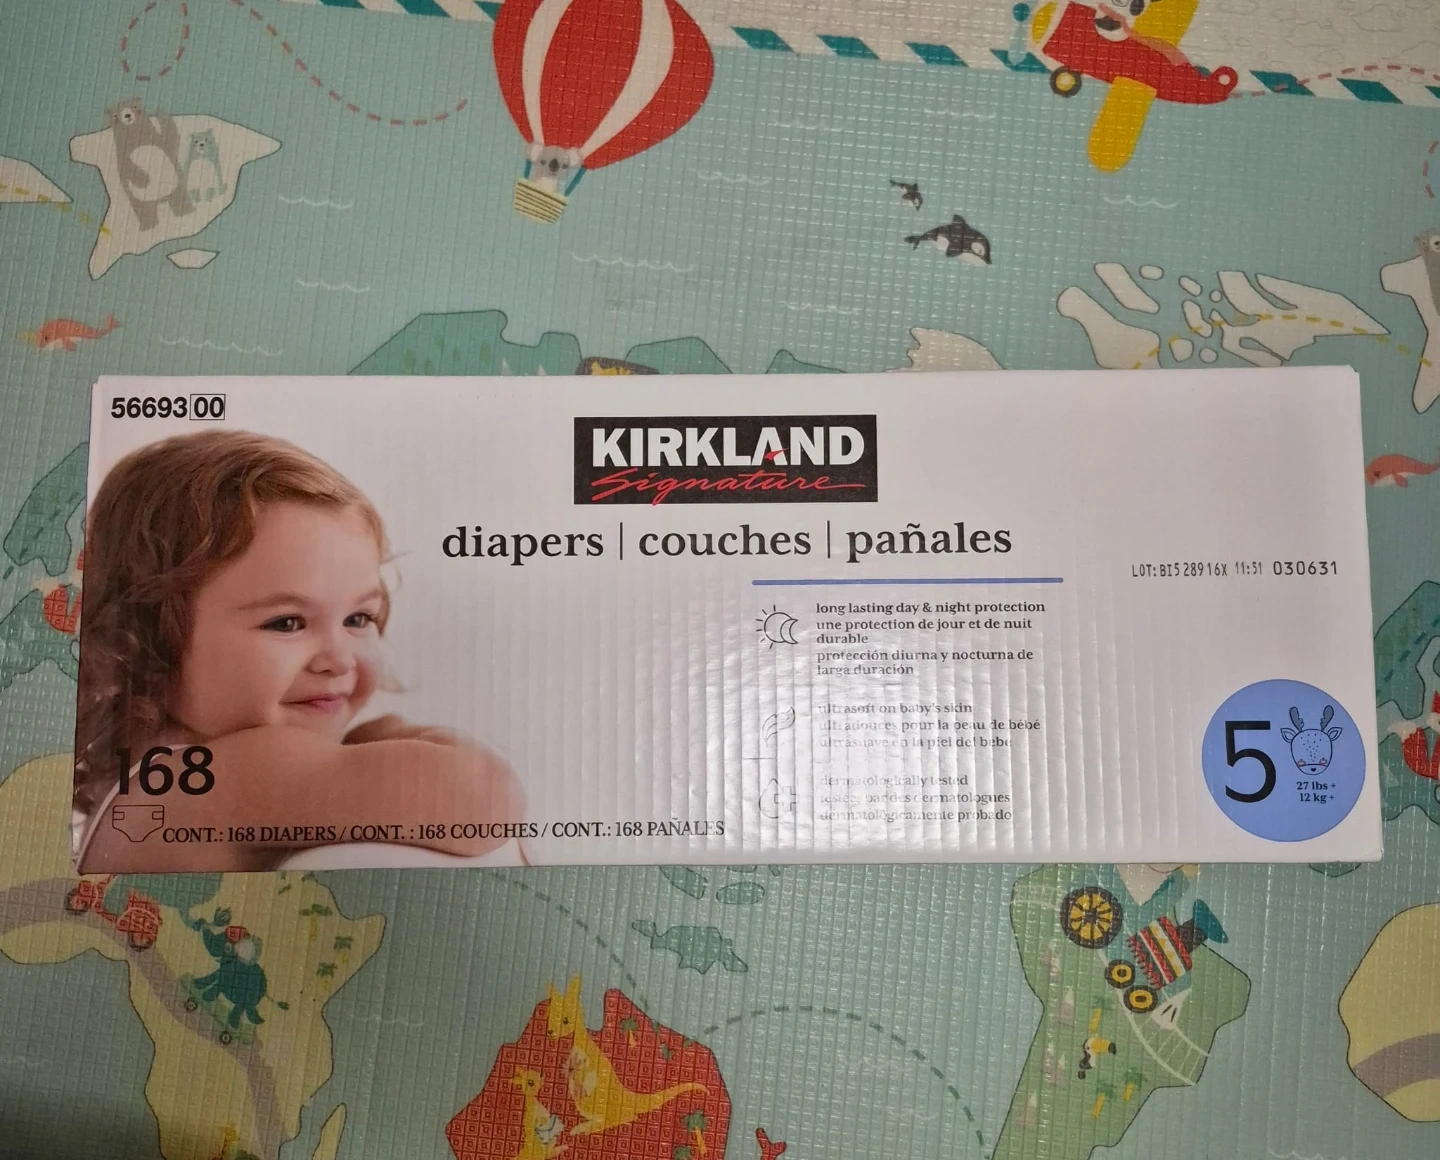 56693 00
KIRKLAND
Signature
diapers | couches | pañales
LOT: BI5 28916X 11:51 030631
long lasting day & night protection
une protection de jour et de nuit
durable
protección diurna y nocturna de
larga duración
ultrasoft on baby's skin
ultradouces pour la peau de bébé
ultrasuave en la piel del bebé
dermatologically tested
testées par des dermatologues
dermatológicamente probado
168
CONT.: 168 DIAPERS / CONT. : 168 COUCHES / CONT.: 168 PAÑALES
5
27 lbs +
12 kg +